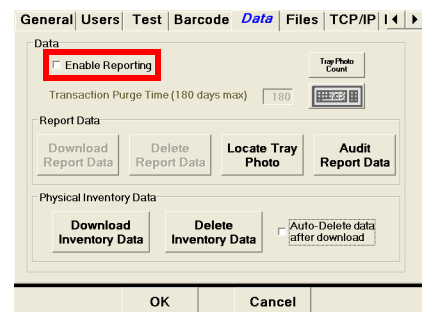 General Users Test Barcode Data Files TCP/IP
Data
Enable Reporting
Tray Photo
Count
Transaction Purge Time (180 days max) 180
Report Data
Download
Report Data
Delete
Report Data
Locate Tray
Photo
Audit
Report Data
Physical Inventory Data
Download
Inventory Data
Delete
Inventory Data
Auto-Delete data
after download
OK Cancel